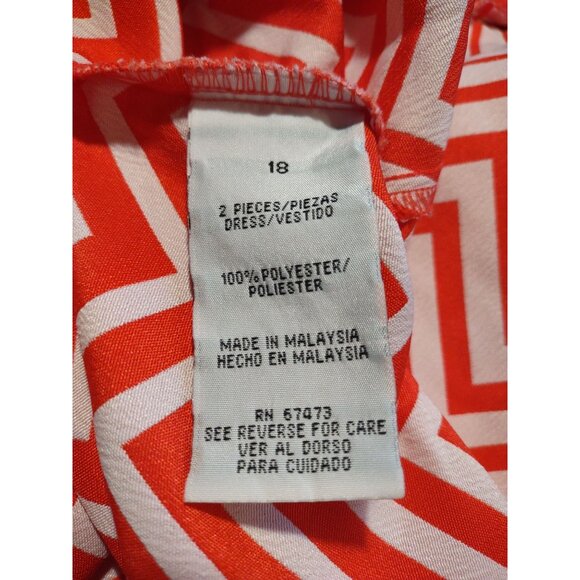 18
2 PIECES/PIEZAS
DRESS/VESTIDO
100% POLYESTER/
POLIESTER
MADE IN MALAYSIA
HECHO EN MALAYSIA
RN 67473
SEE REVERSE FOR CARE
VER AL DORSO
PARA CUIDADO